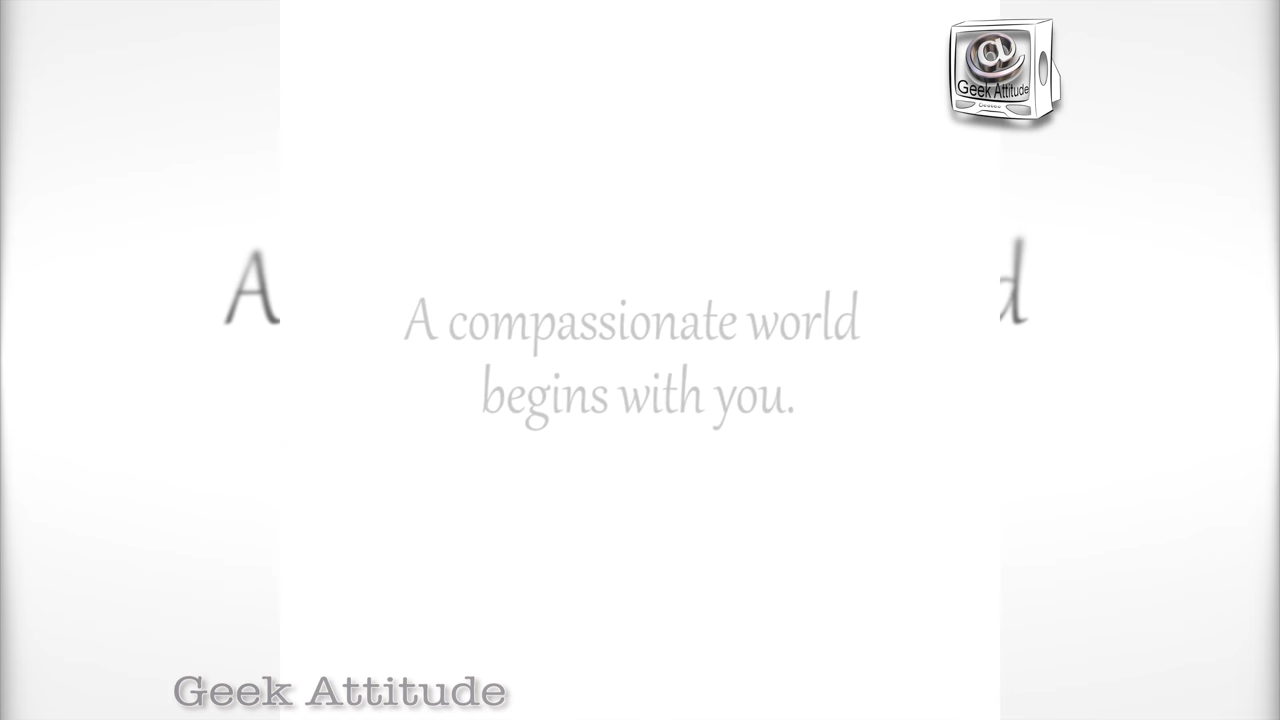 @
Geek Attitude
A d
A compassionate world
begins with you.
Geek Attitude